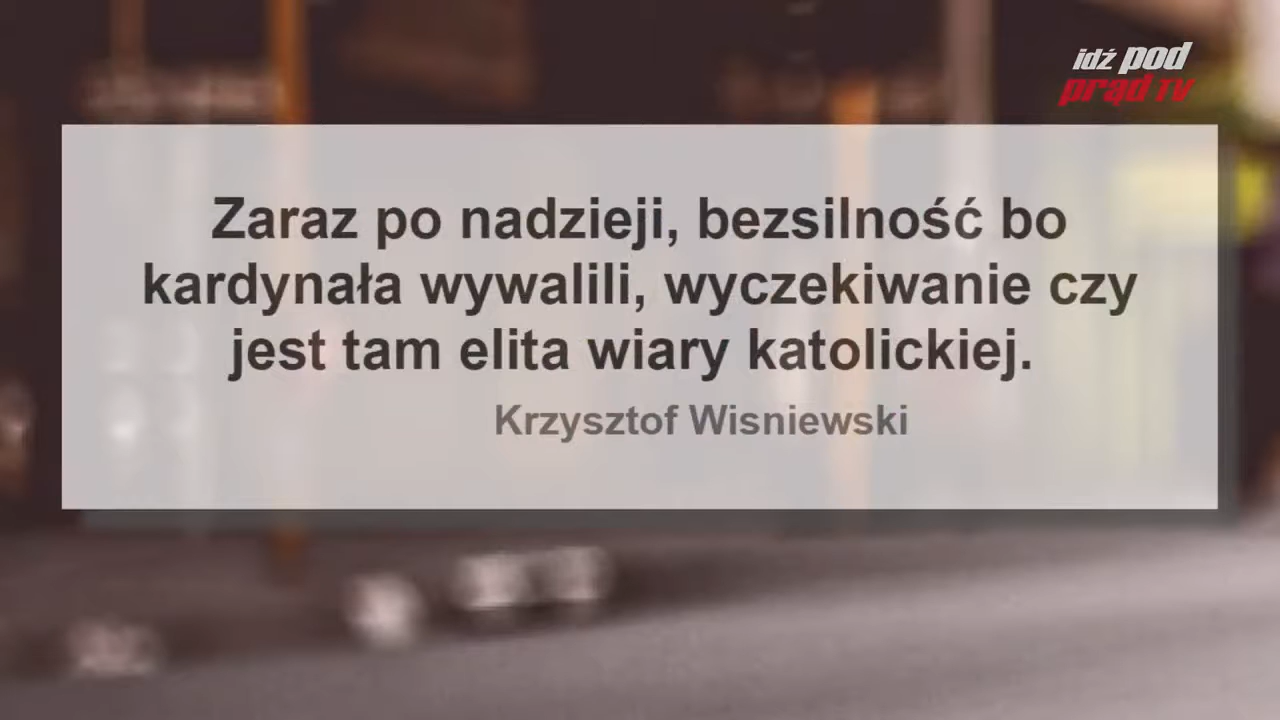 idź pod
prąd TV
Zaraz po nadzieji, bezsilność bo
kardynała wywalili, wyczekiwanie czy
jest tam elita wiary katolickiej.
Krzysztof Wisniewski